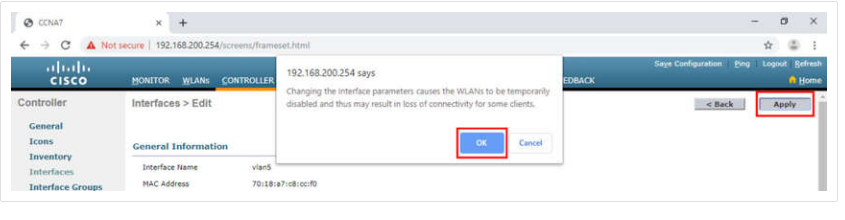 CCNA7
Not secure | 192.168.200.254/screens/frameset.html
192.168.200.254 says
Changing the interface parameters causes the WLANs to be temporarily
disabled and thus may result in loss of connectivity for some clients.
OK Cancel
Save Configuration Ping Logout Refresh
CISCO MONITOR WLANs CONTROLLER EDBACK Home
Controller
Interfaces > Edit
< Back Apply
General
Icons
Inventory
Interfaces
Interface Groups
General Information
Interface Name vlan5
MAC Address 70:18:a7:c8:cc:f0